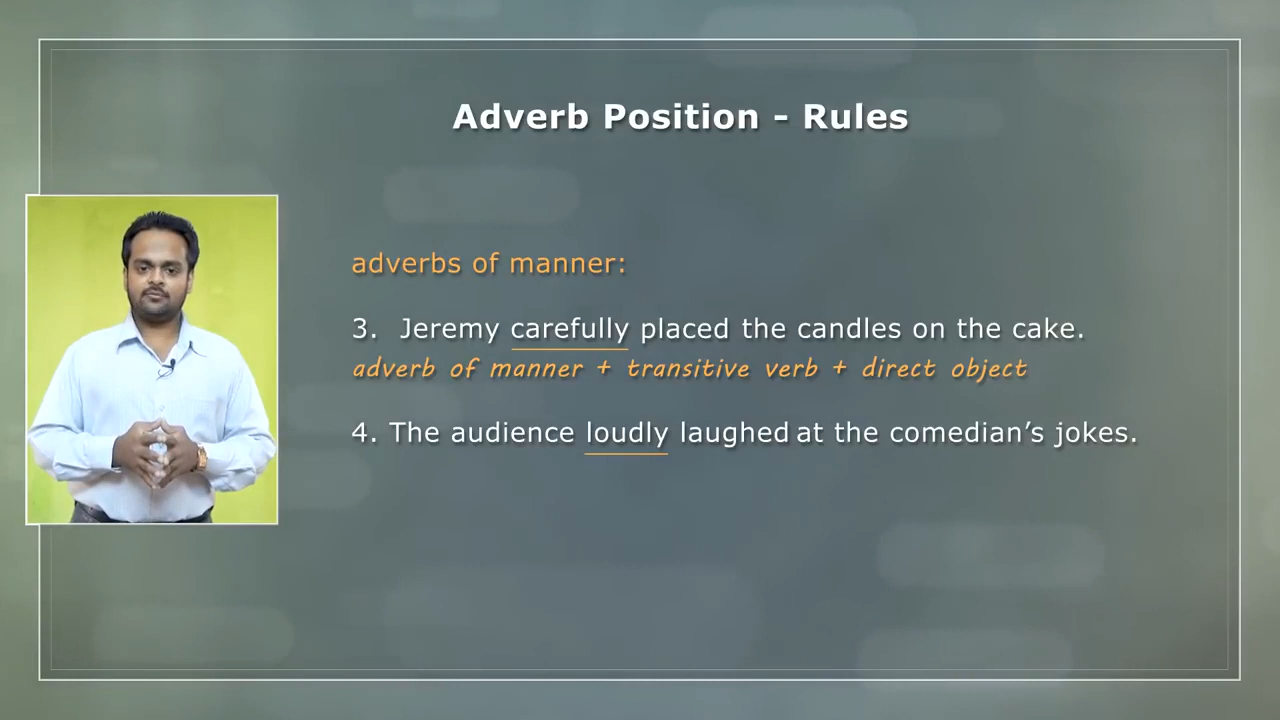 Adverb Position - Rules
adverbs of manner:
3. Jeremy carefully placed the candles on the cake.
adverb of manner + transitive verb + direct object
4. The audience loudly laughed at the comedian’s jokes.